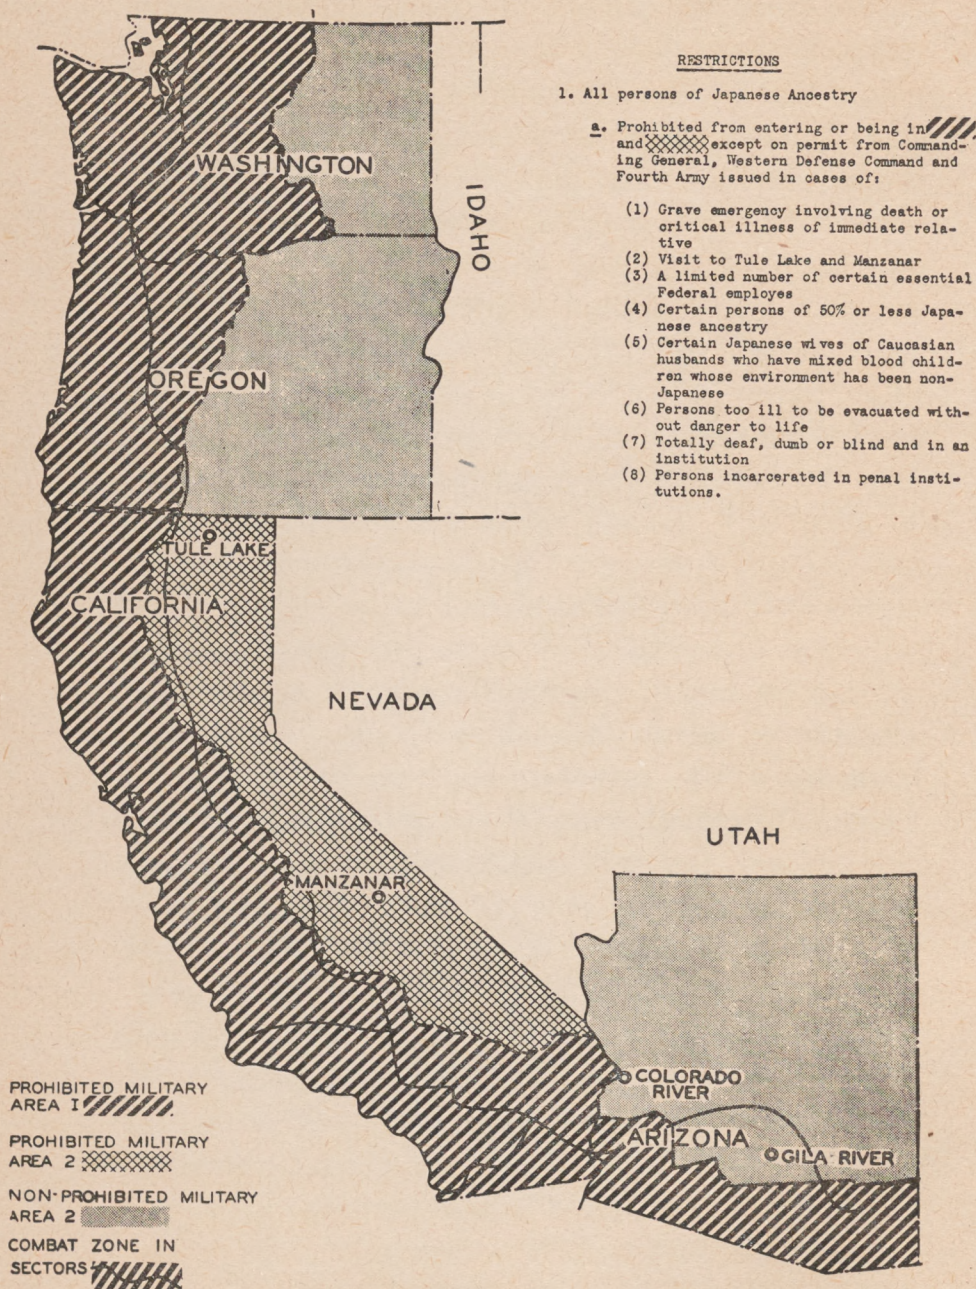 RESTRICTIONS
1. All persons of Japanese Ancestry
a. Prohibited from entering or being in
and except on permit from Command-
ing General, Western Defense Command and
Fourth Army issued in cases of:
(1) Grave emergency involving death or
critical illness of immediate rela-
tive
(2) Visit to Tule Lake and Manzanar
(3) A limited number of certain essential
Federal employes
(4) Certain persons of 50% or less Japa-
nese ancestry
(5) Certain Japanese wives of Caucasian
husbands who have mixed blood child-
ren whose environment has been non-
Japanese
(6) Persons too ill to be evacuated with-
out danger to life
(7) Totally deaf, dumb or blind and in an
institution
(8) Persons incarcerated in penal insti-
tutions.
WASHINGTON
IDAHO
OREGON
TULE LAKE
CALIFORNIA
NEVADA
UTAH
MANZANAR
COLORADO
RIVER
ARIZONA
GILA RIVER
PROHIBITED MILITARY
AREA I
PROHIBITED MILITARY
AREA 2
NON-PROHIBITED MILITARY
AREA 2
COMBAT ZONE IN
SECTORS